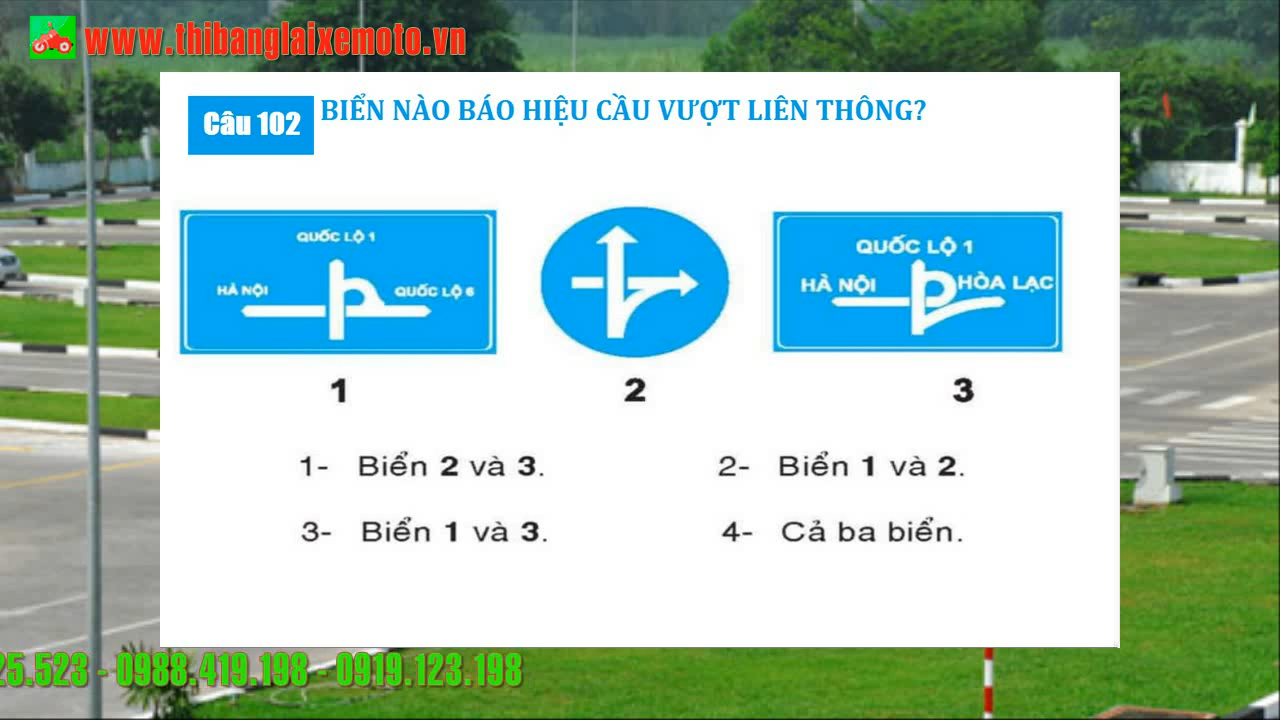 www.thibanglaixemoto.vn
Câu 102 BIỂN NÀO BÁO HIỆU CẦU VƯỢT LIÊN THÔNG?
QUỐC LỘ 1
HÀ NỘI
QUỐC LỘ 6
QUỐC LỘ 1
HÀ NỘI
HÒA LẠC
1 2 3
1- Biển 2 và 3. 2- Biển 1 và 2.
3- Biển 1 và 3. 4- Cả ba biển.
25.523 - 0988.419.198 - 0919.123.198